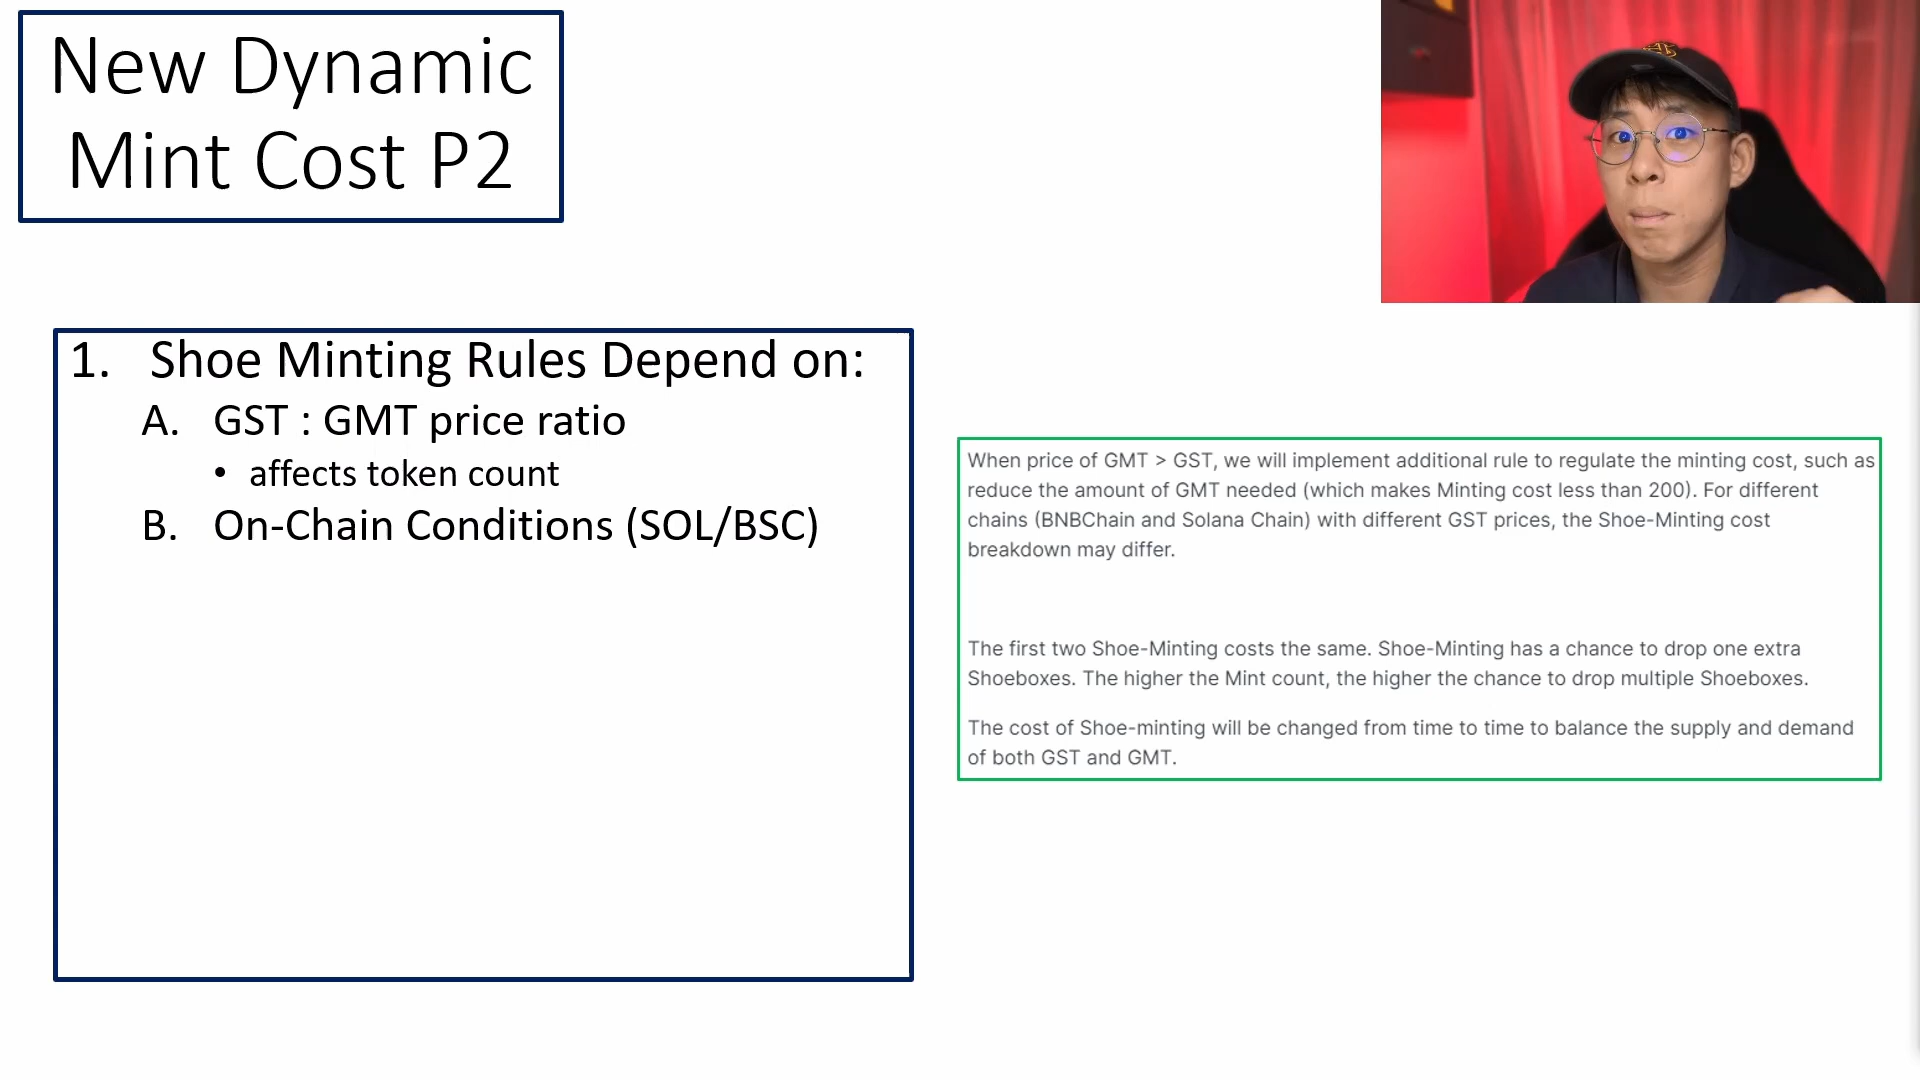 New Dynamic
Mint Cost P2
1. Shoe Minting Rules Depend on:
A. GST : GMT price ratio
• affects token count
B. On-Chain Conditions (SOL/BSC)
When price of GMT > GST, we will implement additional rule to regulate the minting cost, such as
reduce the amount of GMT needed (which makes Minting cost less than 200). For different
chains (BNBChain and Solana Chain) with different GST prices, the Shoe-Minting cost
breakdown may differ.
The first two Shoe-Minting costs the same. Shoe-Minting has a chance to drop one extra
Shoeboxes. The higher the Mint count, the higher the chance to drop multiple Shoeboxes.
The cost of Shoe-minting will be changed from time to time to balance the supply and demand
of both GST and GMT.